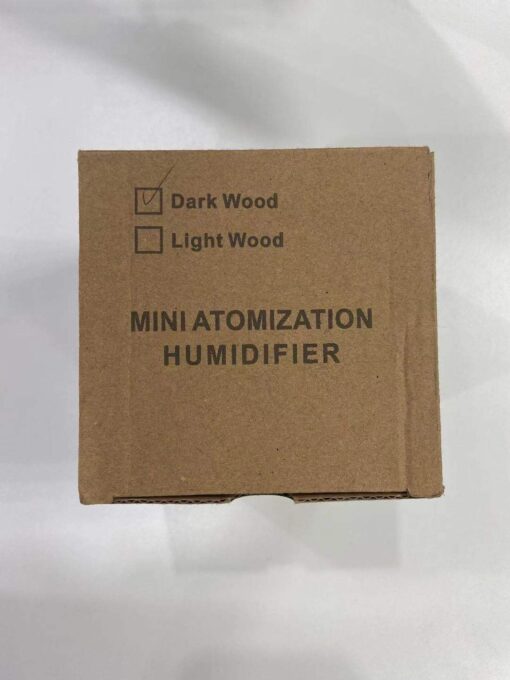 Dark Wood
Light Wood
MINI ATOMIZATION
HUMIDIFIER